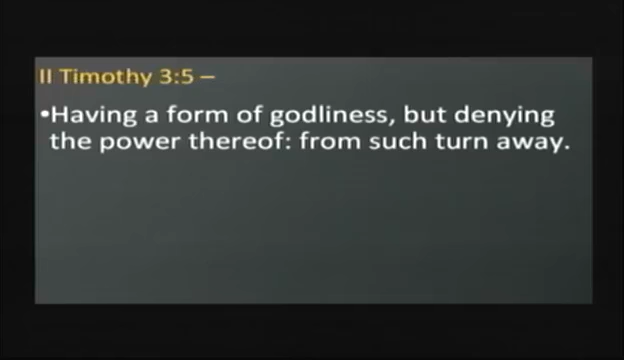 II Timothy 3:5 –
•Having a form of godliness, but denying
the power thereof: from such turn away.